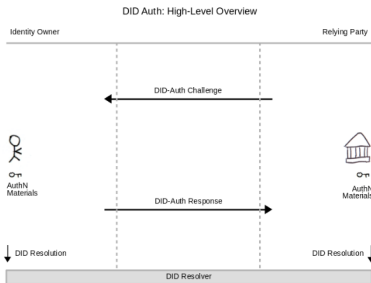 DID Auth: High-Level Overview
Identity Owner
Relying Party
DID-Auth Challenge
AuthN
Materials
AuthN
Materials
DID-Auth Response
DID Resolution
DID Resolution
DID Resolver